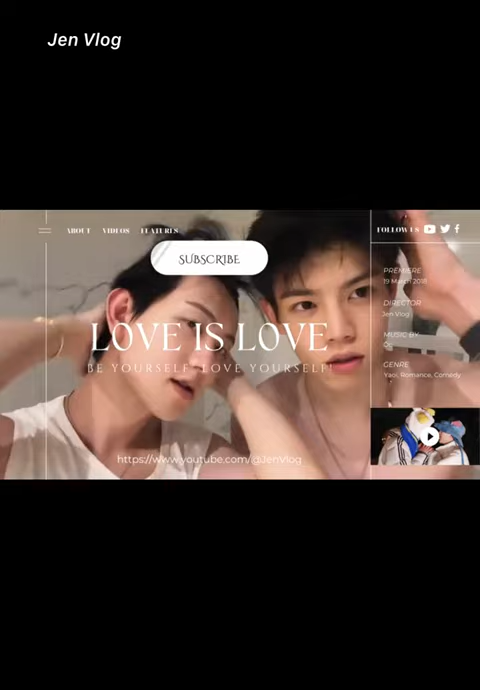 Jen Vlog
ABOUT VIDEOS FEATURES
SUBSCRIBE
LOVE IS LOVE
BE YOURSELF, LOVE YOURSELF!
https://www.youtube.com/@JenVlog
FOLLOW US
PREMIERE
19 March 2018
DIRECTOR
Jen Vlog
MUSIC BY
GENRE
Yaoi, Romance, Comedy